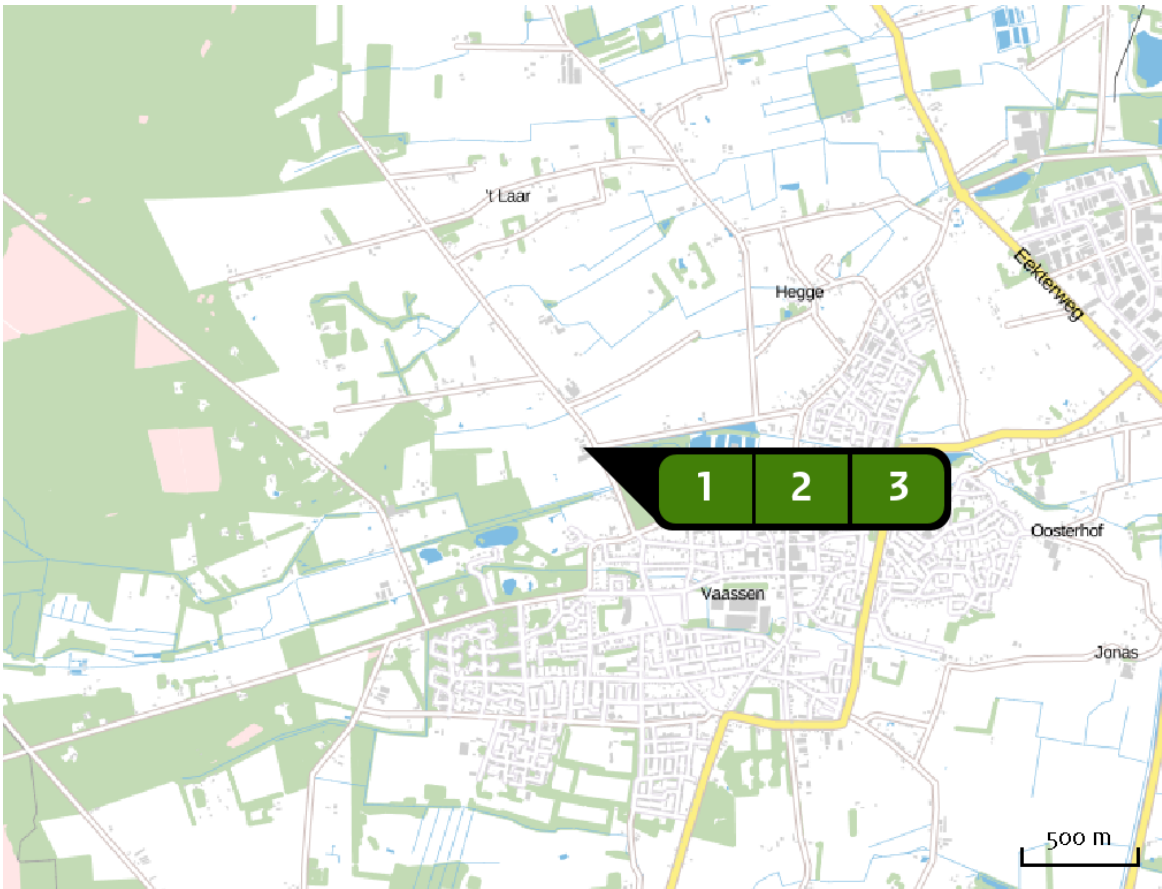 't Laar
Hegge
Eekterweg
1 2 3
Oosterhof
Vaassen
Jonas
500 m